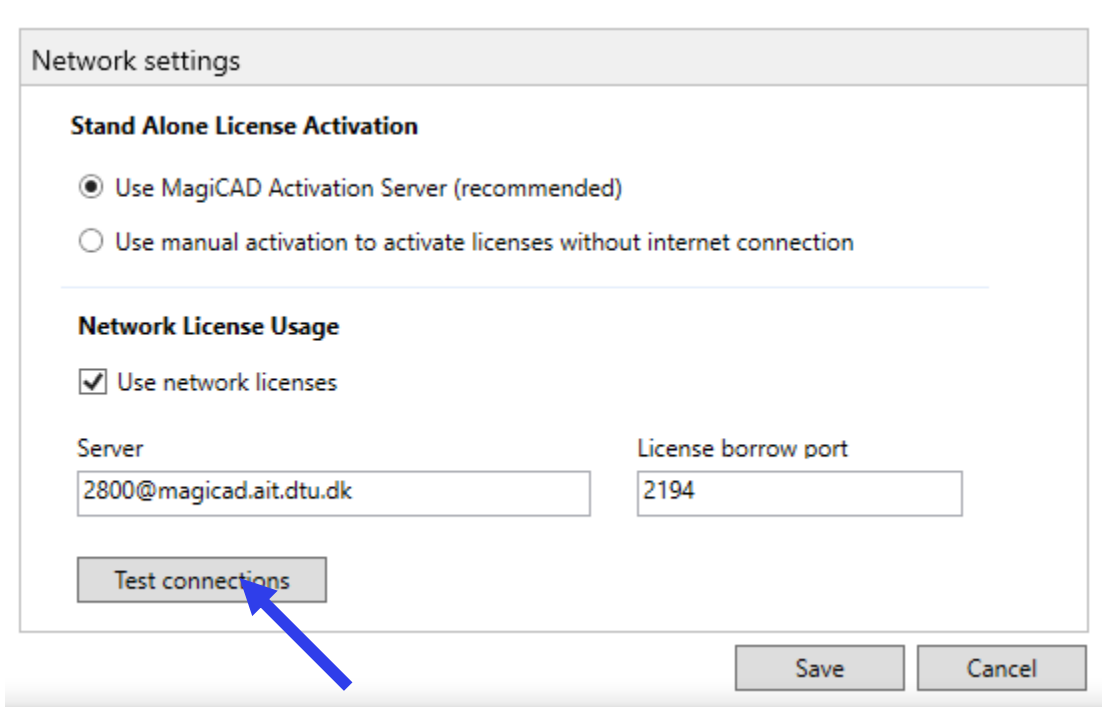 Network settings
Stand Alone License Activation
Use MagiCAD Activation Server (recommended)
Use manual activation to activate licenses without internet connection
Network License Usage
Use network licenses
Server
License borrow port
2800@magicad.ait.dtu.dk
2194
Test connections
Save
Cancel